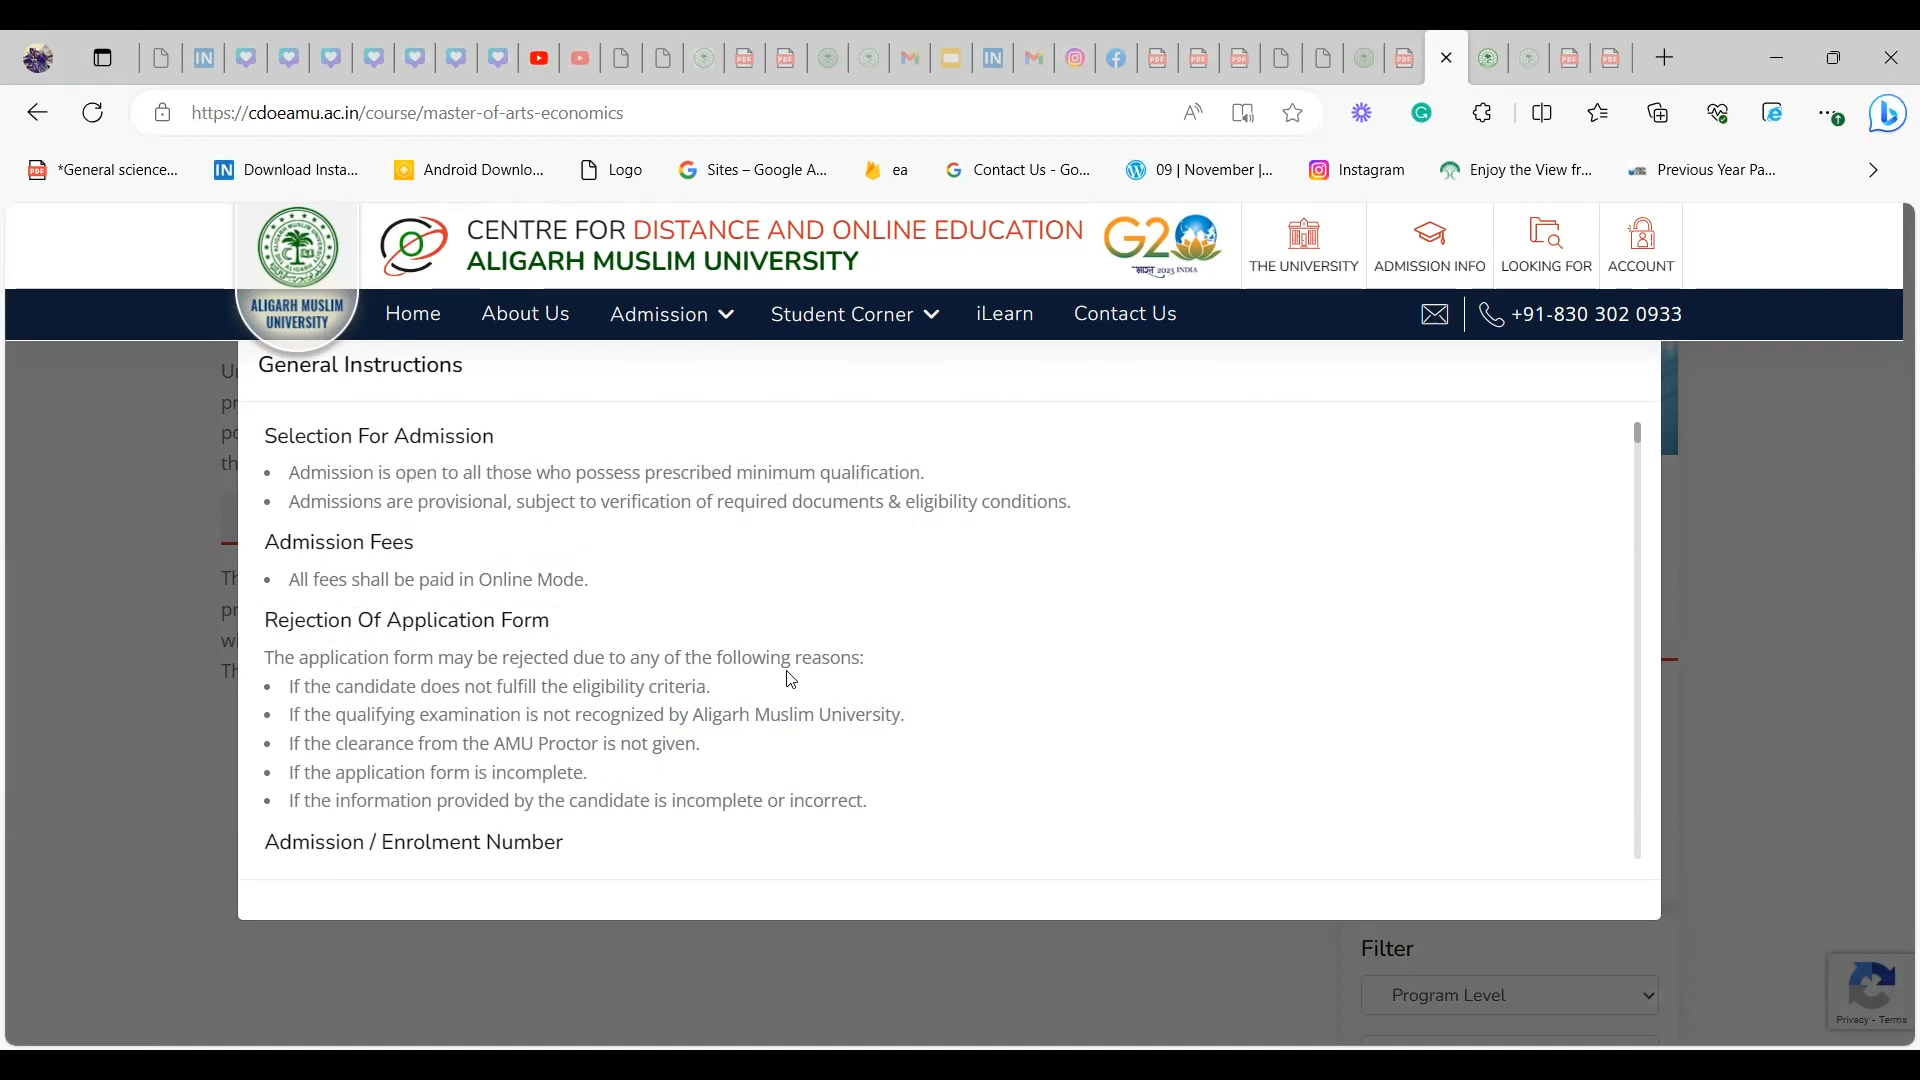 https://cdoeamu.ac.in/course/master-of-arts-economics
*General science...
Download Insta...
Android Downlo...
Logo
Sites – Google A...
ea
Contact Us - Go...
09 | November |...
Instagram
Enjoy the View fr...
Previous Year Pa...
CENTRE FOR DISTANCE AND ONLINE EDUCATION
ALIGARH MUSLIM UNIVERSITY
G20
भारत 2023 INDIA
THE UNIVERSITY
ADMISSION INFO
LOOKING FOR
ACCOUNT
ALIGARH MUSLIM
UNIVERSITY
Home
About Us
Admission
Student Corner
iLearn
Contact Us
+91-830 302 0933
General Instructions
Selection For Admission
• Admission is open to all those who possess prescribed minimum qualification.
• Admissions are provisional, subject to verification of required documents & eligibility conditions.
Admission Fees
• All fees shall be paid in Online Mode.
Rejection Of Application Form
The application form may be rejected due to any of the following reasons:
• If the candidate does not fulfill the eligibility criteria.
• If the qualifying examination is not recognized by Aligarh Muslim University.
• If the clearance from the AMU Proctor is not given.
• If the application form is incomplete.
• If the information provided by the candidate is incomplete or incorrect.
Admission / Enrolment Number
Filter
Program Level
Privacy - Terms